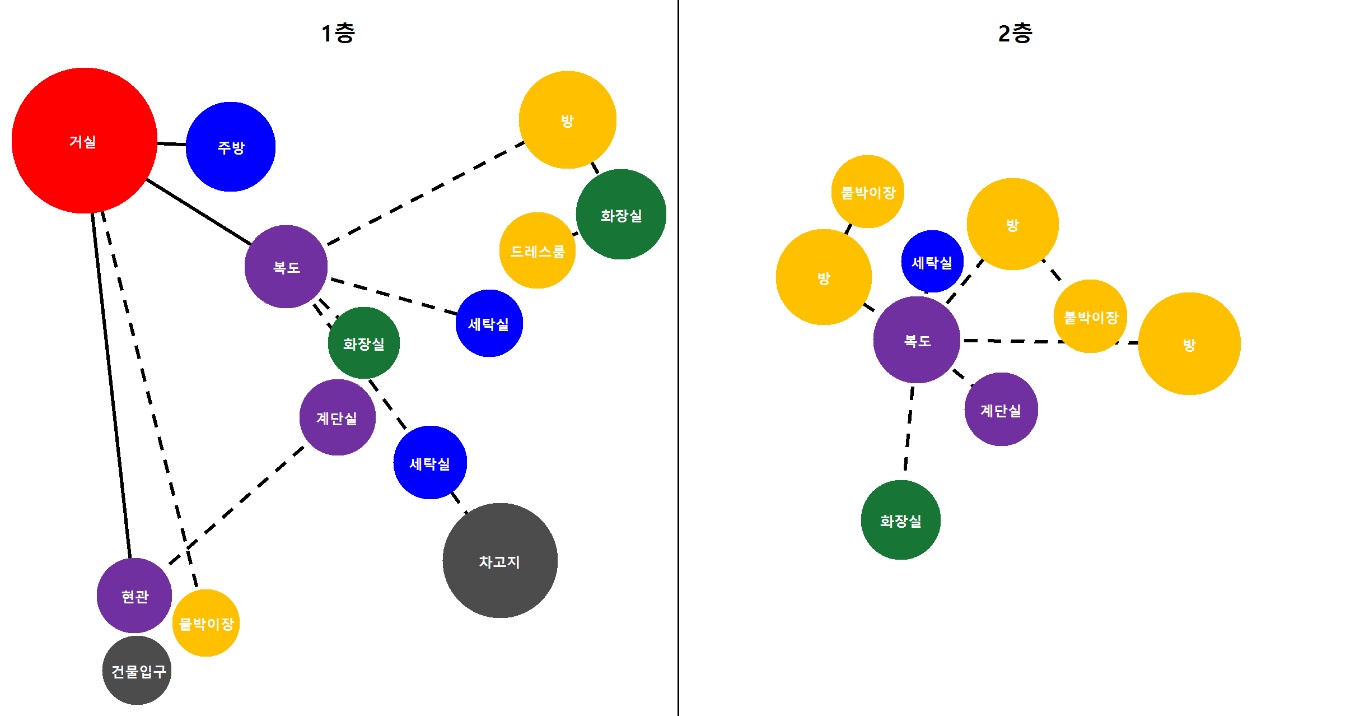 1층
거실
주방
방
화장실
드레스룸
복도
세탁실
화장실
계단실
세탁실
차고지
현관
붙박이장
건물입구
2층
붙박이장
방
세탁실
방
붙박이장
방
복도
계단실
화장실